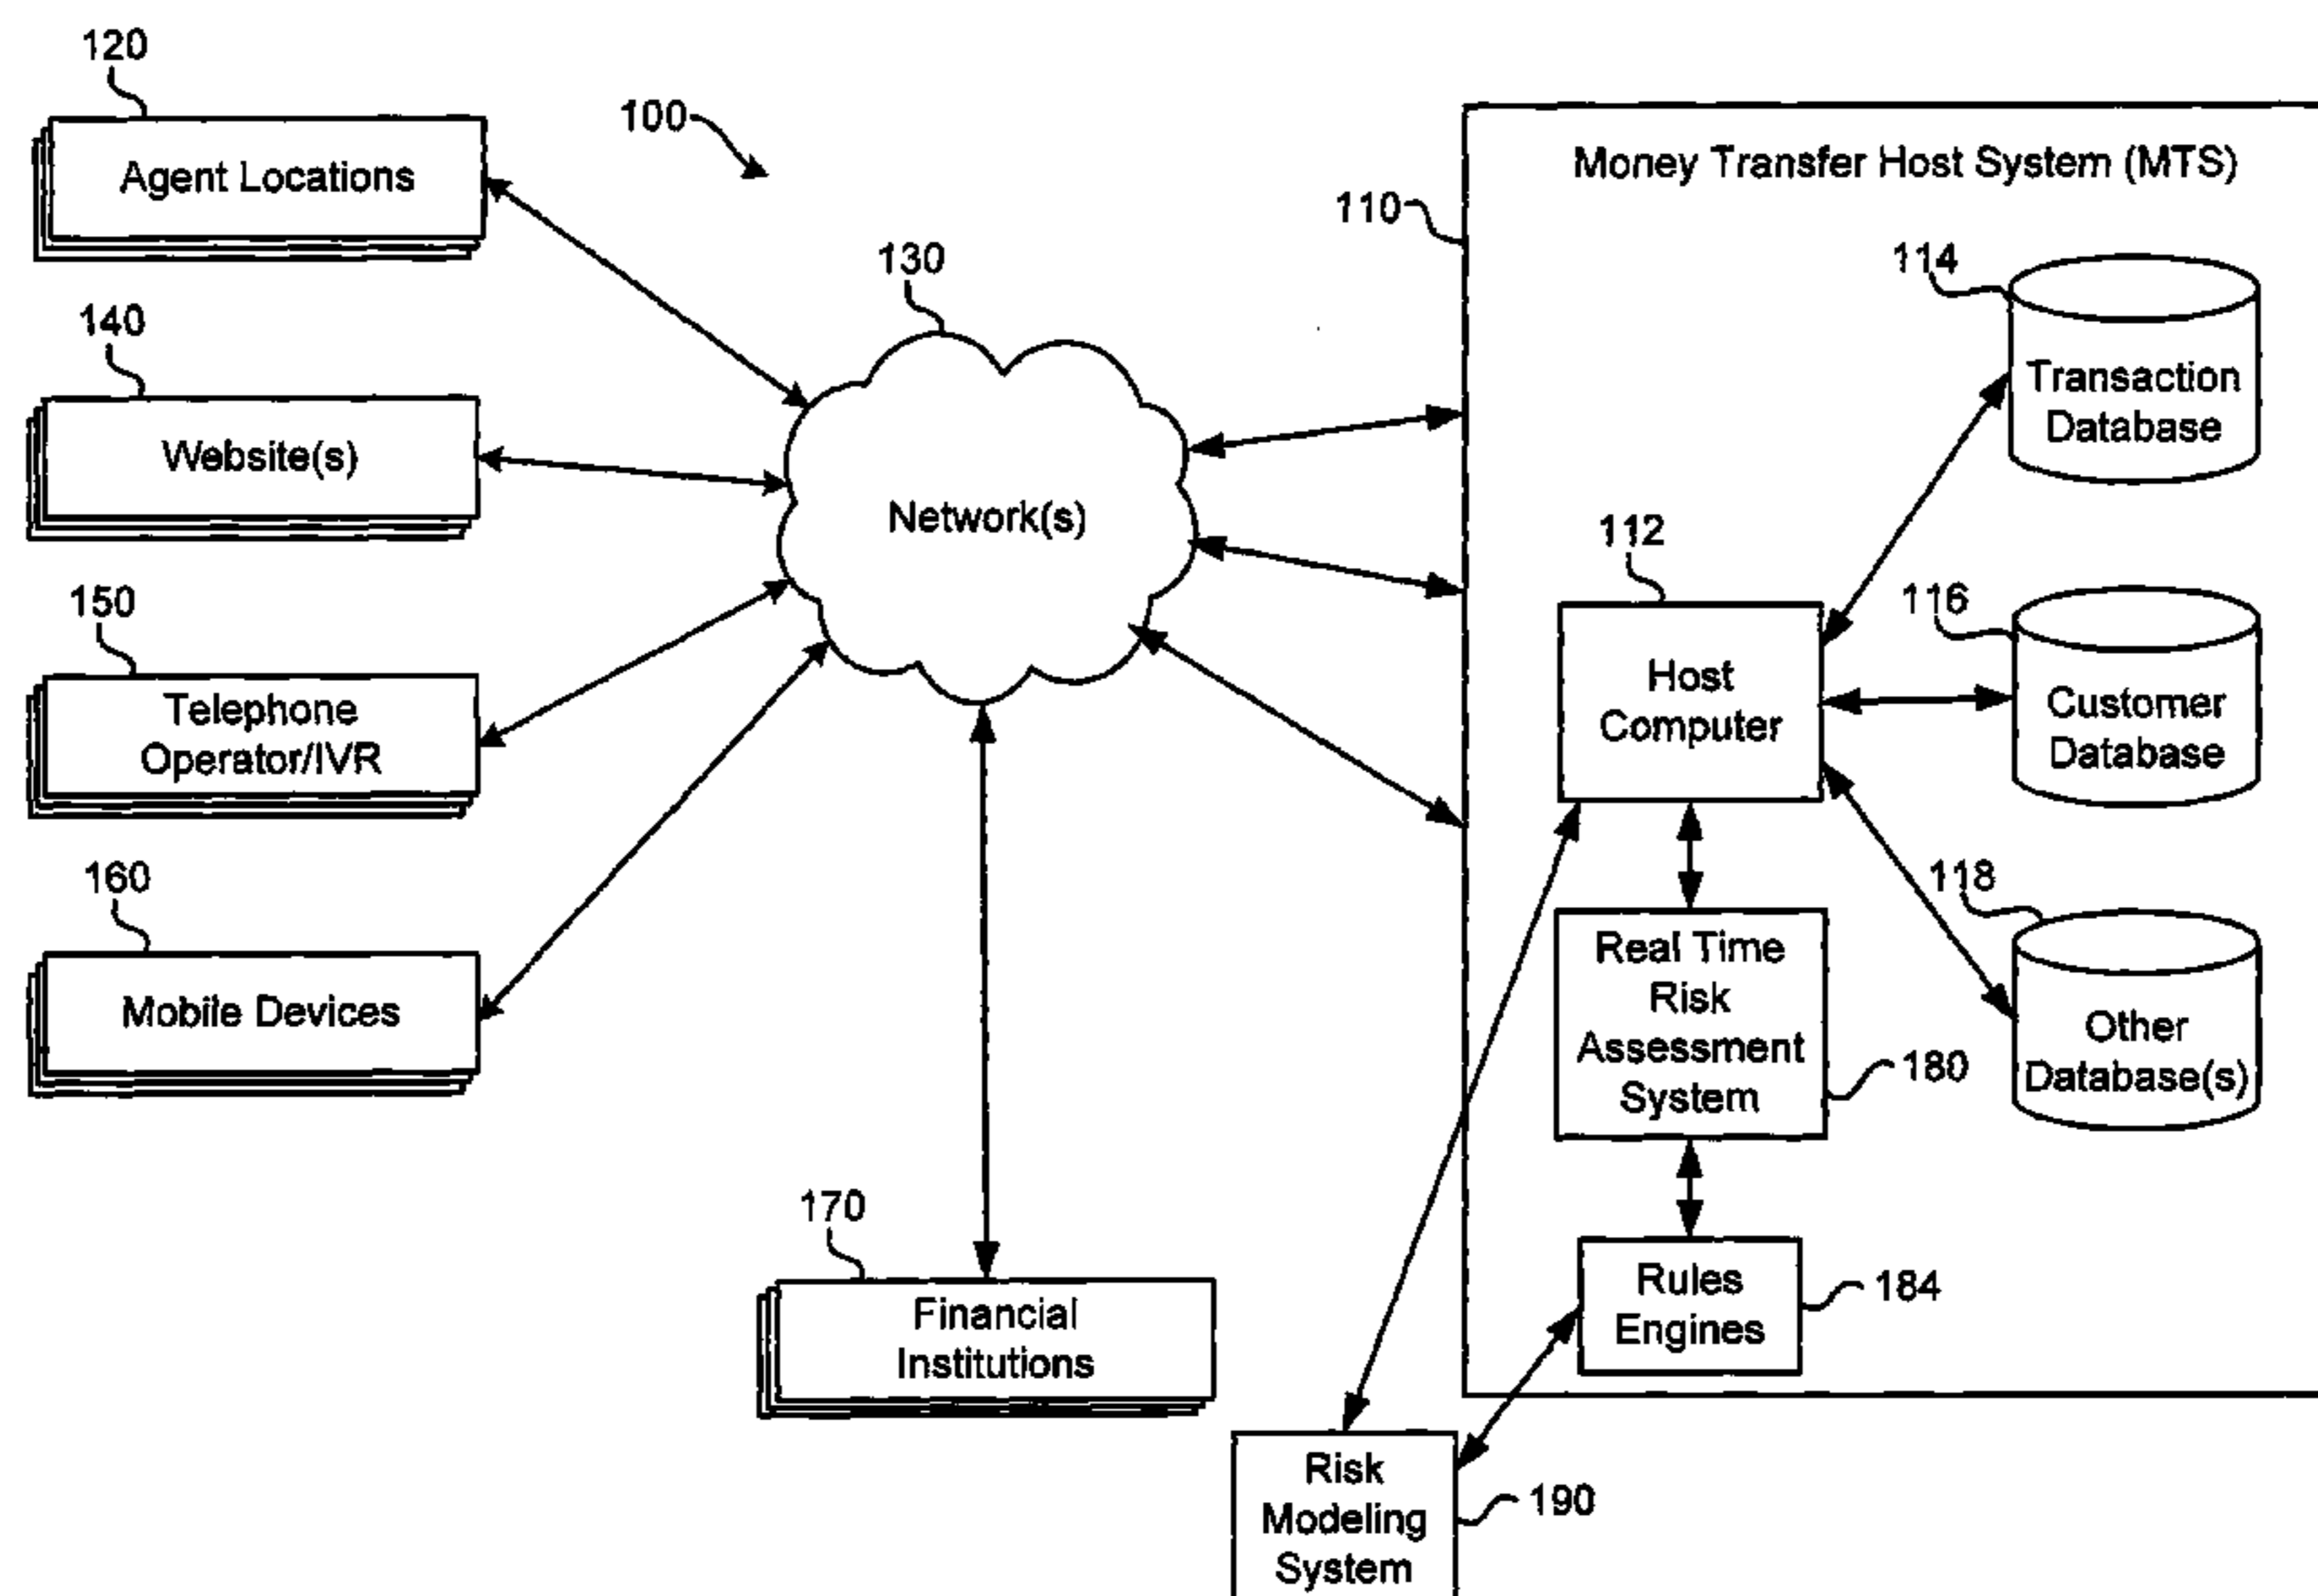 120
Agent Locations
100
Money Transfer Host System (MTS)
110
130
114
Transaction
Database
140
Website(s)
Network(s)
112
Host
Computer
116
Customer
Database
150
Telephone
Operator/IVR
160
Mobile Devices
118
Other
Database(s)
Real Time
Risk
Assessment
System
180
170
Financial
Institutions
Rules
Engines
184
Risk
Modeling
System
190